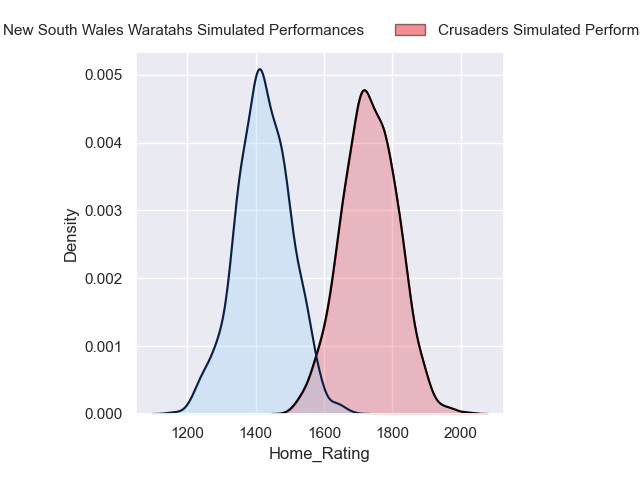 New South Wales Waratahs Simulated Performances Crusaders Simulated Perform
0.005
0.004
0.003
0.002
0.001
0.000
Density
1200 1400 1600 1800 2000
Home_Rating